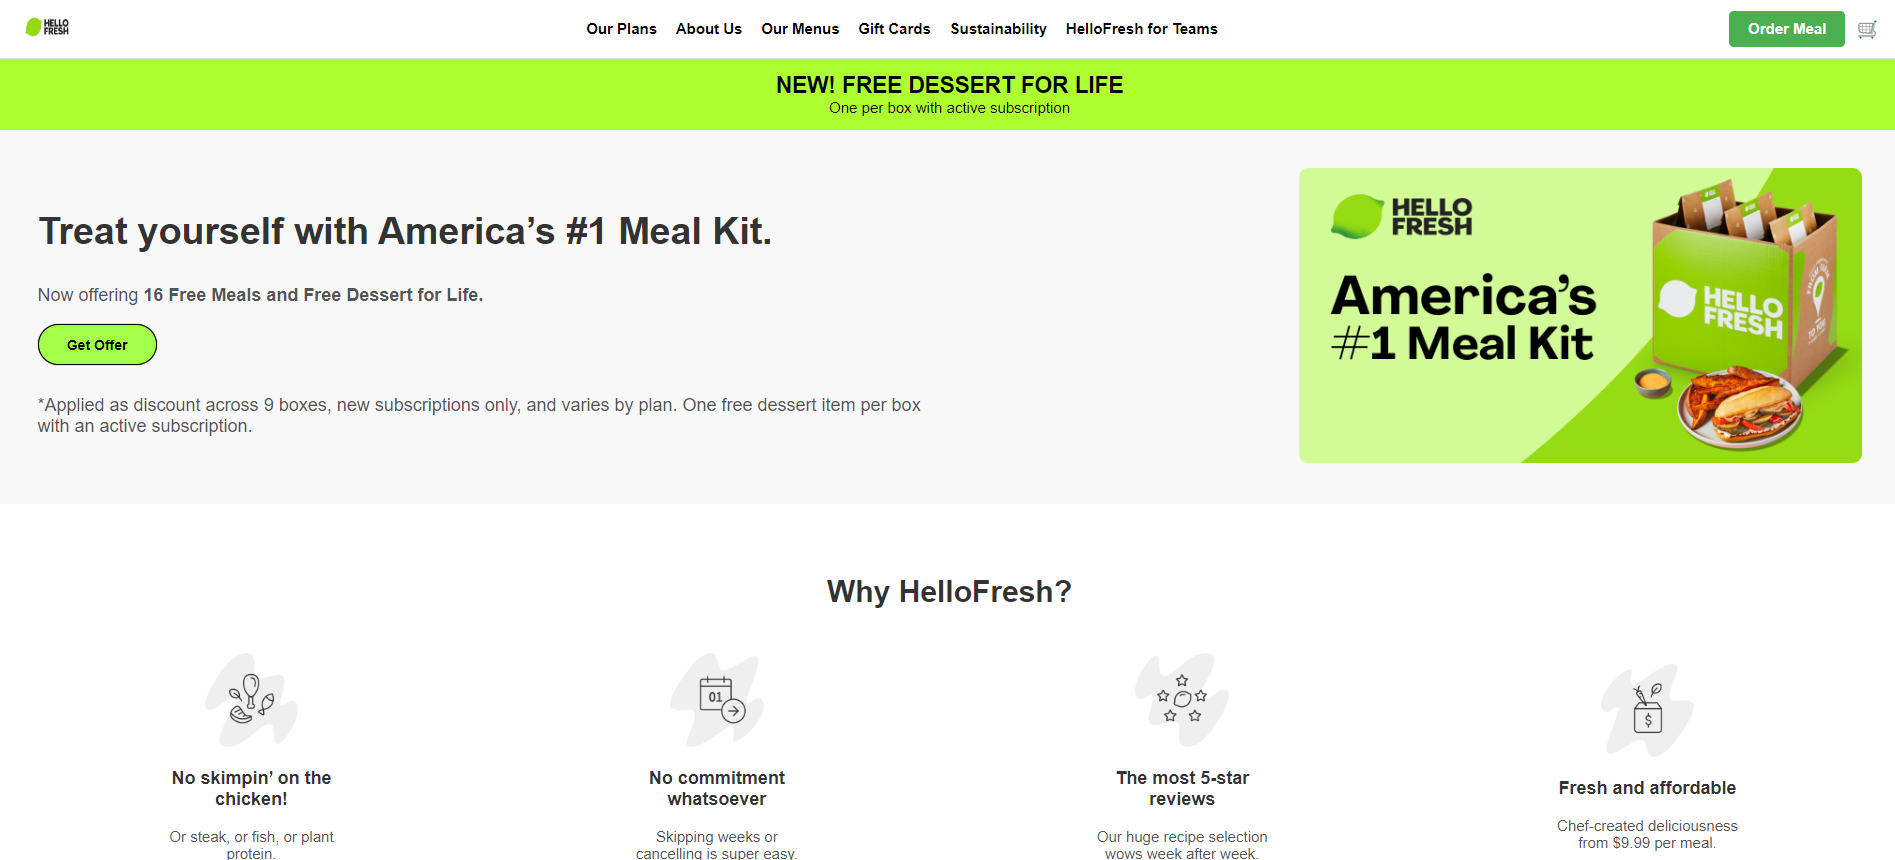 HELLO
FRESH
Our Plans
About Us
Our Menus
Gift Cards
Sustainability
HelloFresh for Teams
Order Meal
NEW! FREE DESSERT FOR LIFE
One per box with active subscription
Treat yourself with America’s #1 Meal Kit.
Now offering 16 Free Meals and Free Dessert for Life.
Get Offer
*Applied as discount across 9 boxes, new subscriptions only, and varies by plan. One free dessert item per box
with an active subscription.
HELLO
FRESH
America’s
#1 Meal Kit
HELLO
FRESH
Why HelloFresh?
No skimpin’ on the
chicken!
Or steak, or fish, or plant
protein.
01
No commitment
whatsoever
Skipping weeks or
cancelling is super easy.
The most 5-star
reviews
Our huge recipe selection
wows week after week.
$
Fresh and affordable
Chef-created deliciousness
from $9.99 per meal.